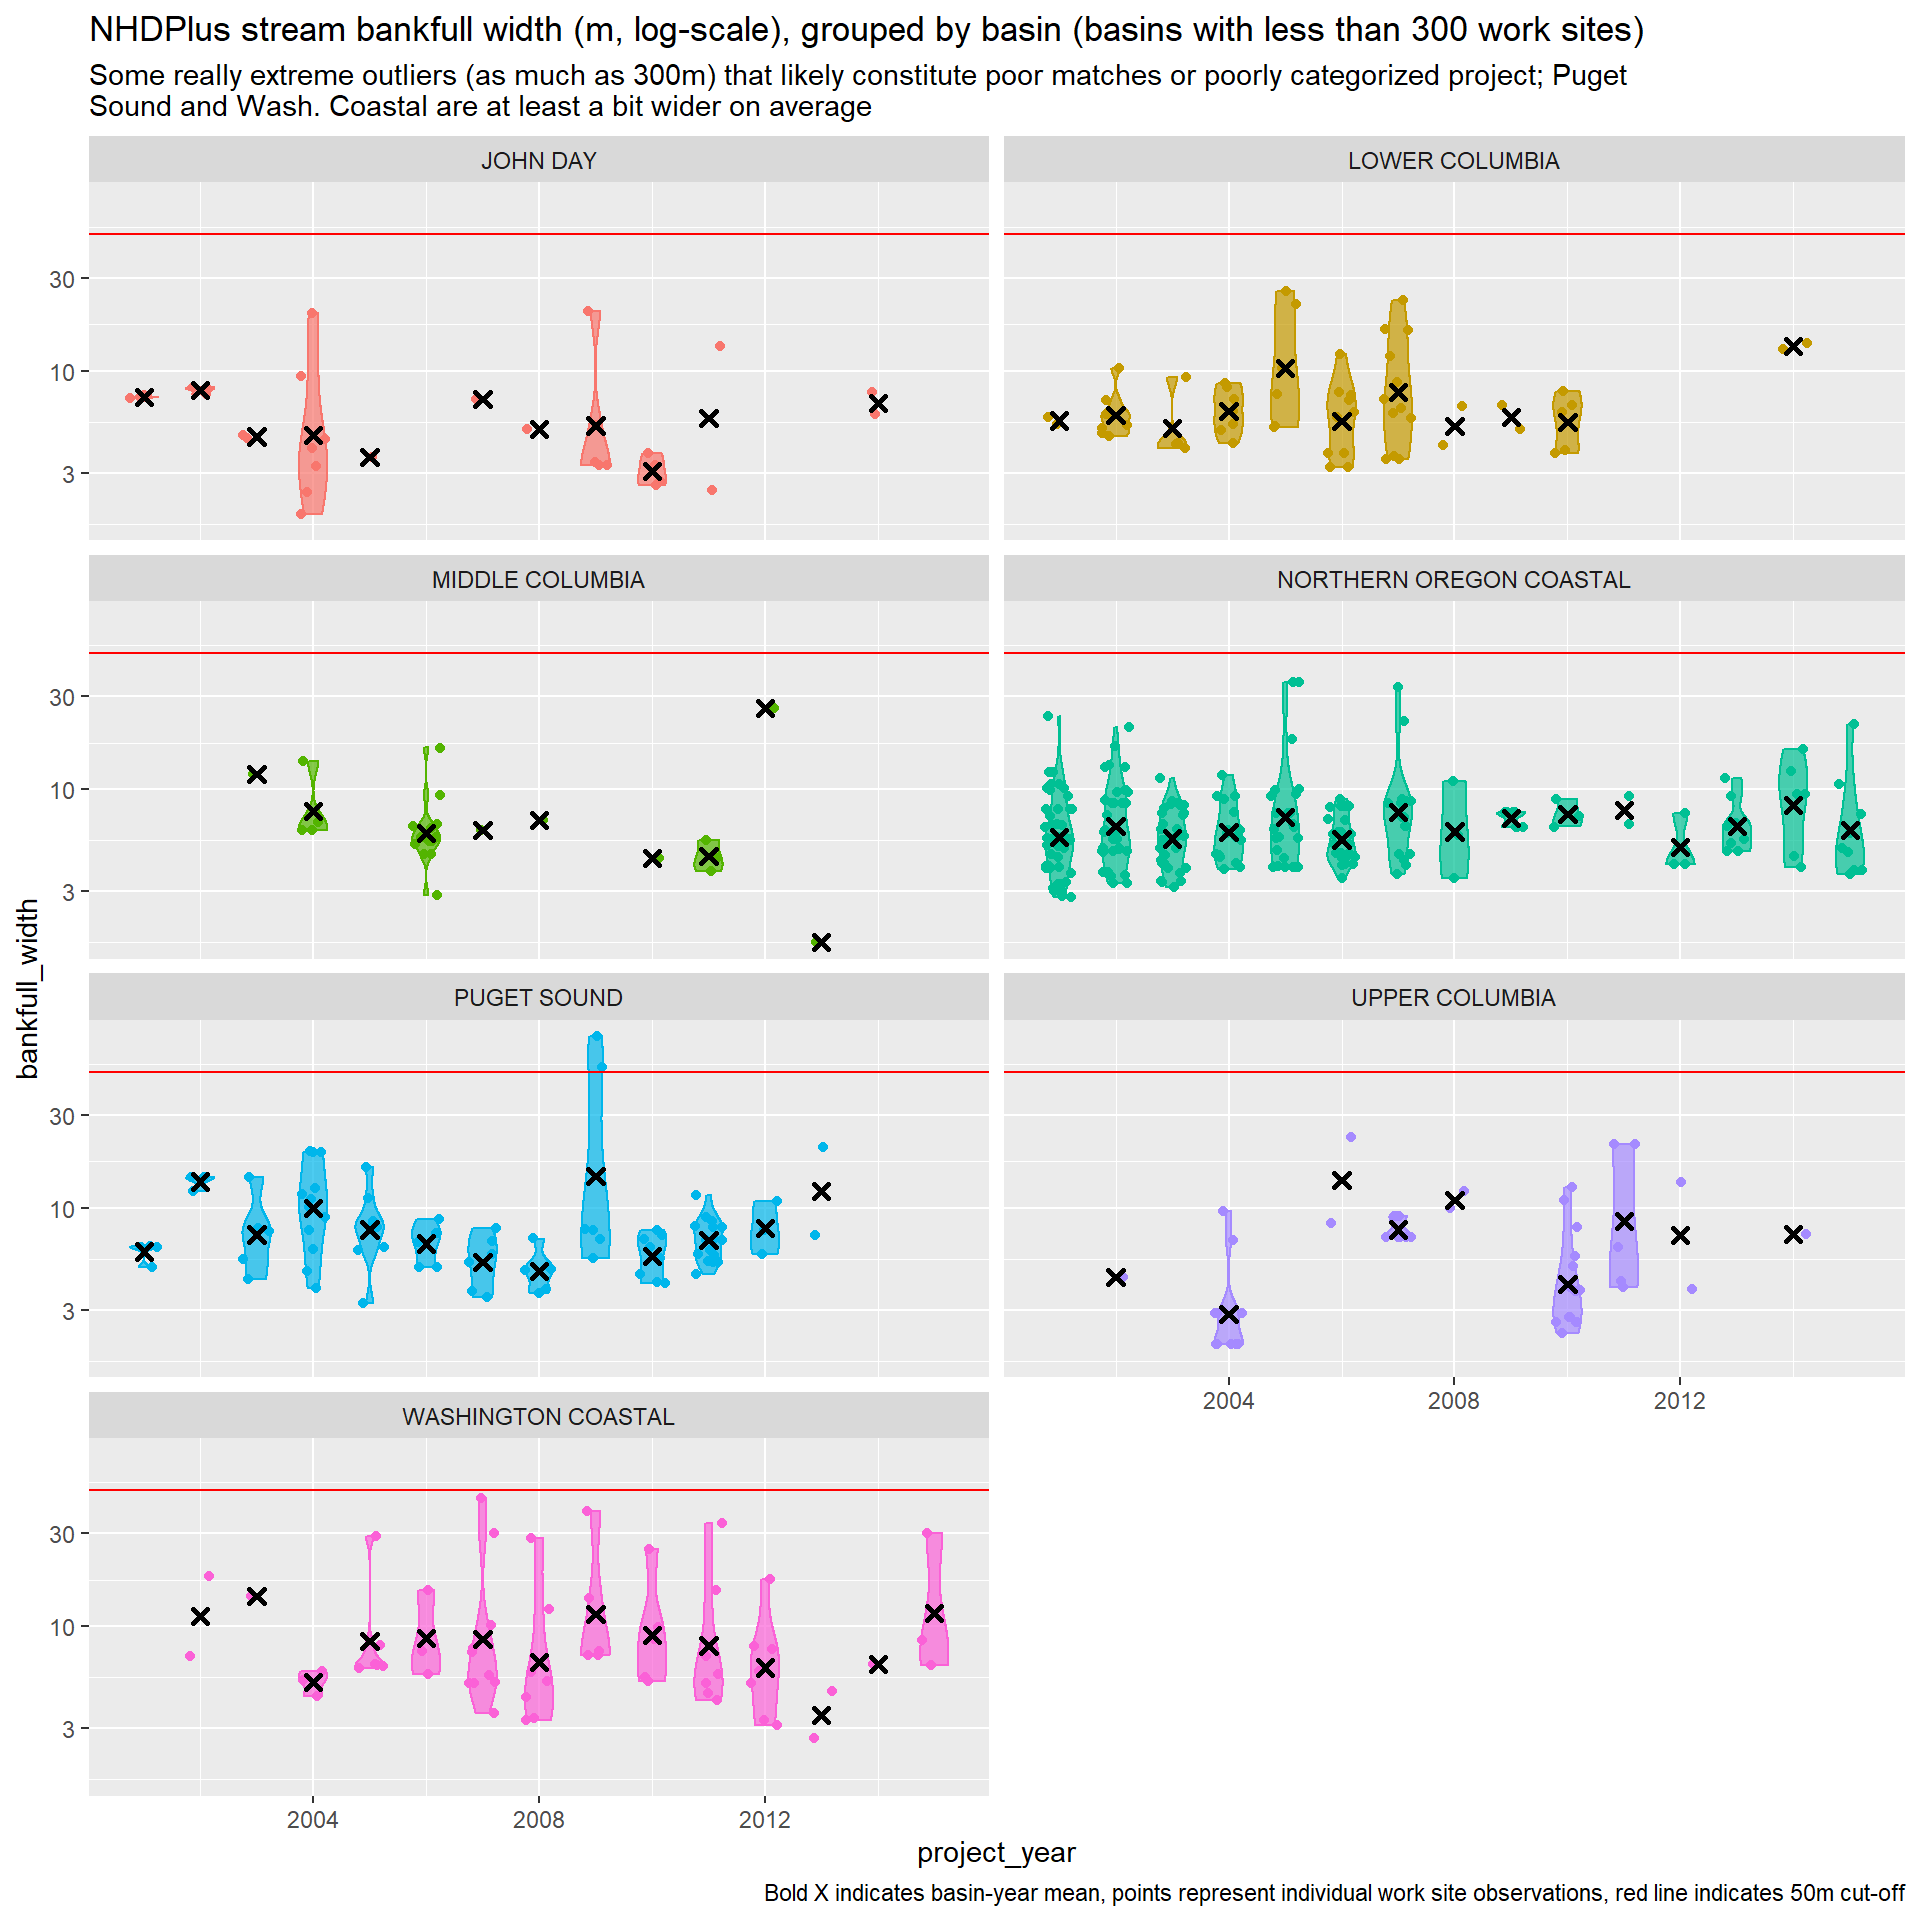 NHDPlus stream bankfull width (m, log-scale), grouped by basin (basins with less than 300 work sites)
Some really extreme outliers (as much as 300m) that likely constitute poor matches or poorly categorized project; Puget
Sound and Wash. Coastal are at least a bit wider on average
JOHN DAY
LOWER COLUMBIA
30
10
3
MIDDLE COLUMBIA
NORTHERN OREGON COASTAL
30
10
3
bankfull_width
PUGET SOUND
UPPER COLUMBIA
30
10
3
2004
2008
2012
WASHINGTON COASTAL
30
10
3
2004
2008
2012
project_year
Bold X indicates basin-year mean, points represent individual work site observations, red line indicates 50m cut-off